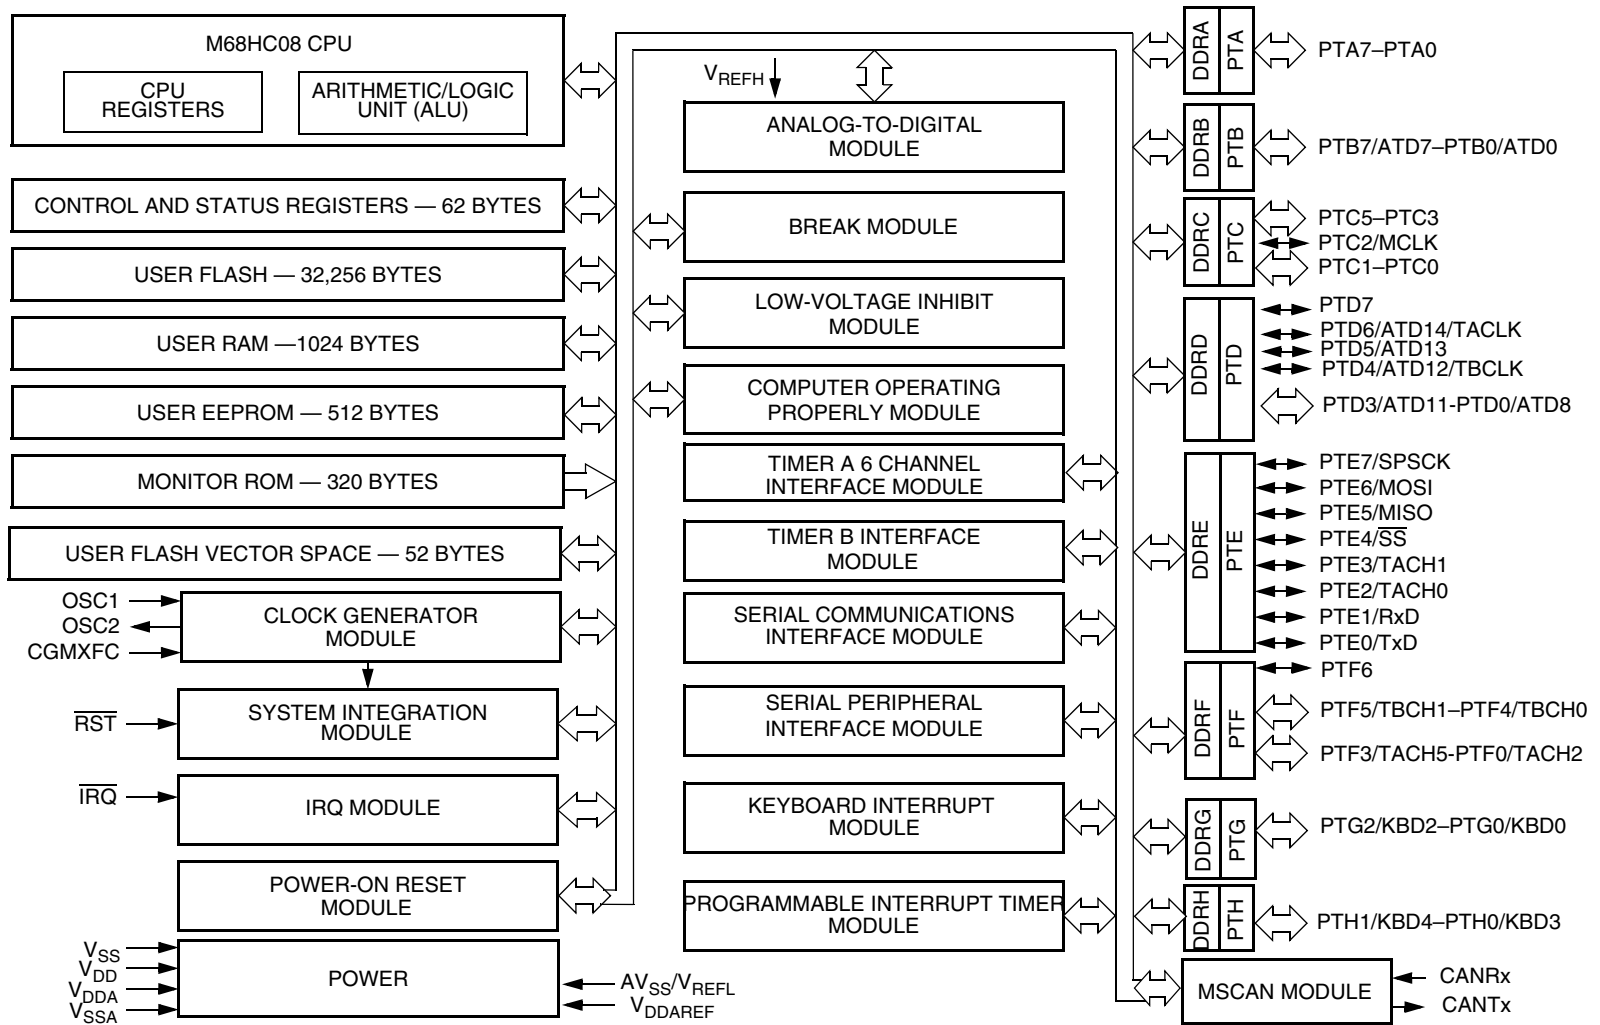 M68HC08 CPU
CPU
REGISTERS
ARITHMETIC/LOGIC
UNIT (ALU)
CONTROL AND STATUS REGISTERS — 62 BYTES
USER FLASH — 32,256 BYTES
USER RAM —1024 BYTES
USER EEPROM — 512 BYTES
MONITOR ROM — 320 BYTES
USER FLASH VECTOR SPACE — 52 BYTES
OSC1
OSC2
CGMXFC
CLOCK GENERATOR
MODULE
RST
SYSTEM INTEGRATION
MODULE
IRQ
IRQ MODULE
POWER-ON RESET
MODULE
VSS
VDD
VDDA
VSSA
POWER
AVSS/VREFL
VDDAREF
VREFH
ANALOG-TO-DIGITAL
MODULE
BREAK MODULE
LOW-VOLTAGE INHIBIT
MODULE
COMPUTER OPERATING
PROPERLY MODULE
TIMER A 6 CHANNEL
INTERFACE MODULE
TIMER B INTERFACE
MODULE
SERIAL COMMUNICATIONS
INTERFACE MODULE
SERIAL PERIPHERAL
INTERFACE MODULE
KEYBOARD INTERRUPT
MODULE
PROGRAMMABLE INTERRUPT TIMER
MODULE
DDRA
PTA
PTA7–PTA0
DDRB
PTB
PTB7/ATD7–PTB0/ATD0
DDRC
PTC
PTC5–PTC3
PTC2/MCLK
PTC1–PTC0
DDRD
PTD
PTD7
PTD6/ATD14/TACLK
PTD5/ATD13
PTD4/ATD12/TBCLK
PTD3/ATD11-PTD0/ATD8
DDRE
PTE
PTE7/SPSCK
PTE6/MOSI
PTE5/MISO
PTE4/SS
PTE3/TACH1
PTE2/TACH0
PTE1/RxD
PTE0/TxD
DDRF
PTF
PTF6
PTF5/TBCH1–PTF4/TBCH0
PTF3/TACH5-PTF0/TACH2
DDRG
PTG
PTG2/KBD2–PTG0/KBD0
DDRH
PTH
PTH1/KBD4–PTH0/KBD3
MSCAN MODULE
CANRx
CANTx